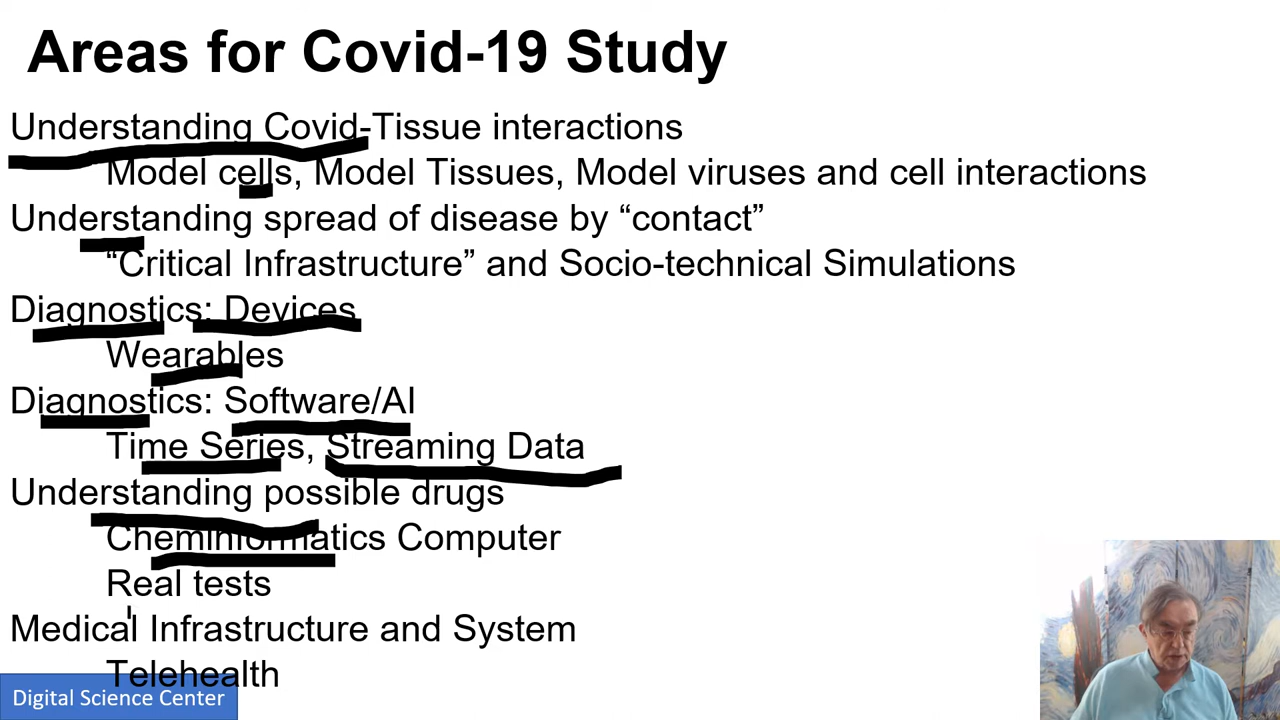 Areas for Covid-19 Study
Understanding Covid-Tissue interactions
Model cells, Model Tissues, Model viruses and cell interactions
Understanding spread of disease by “contact”
“Critical Infrastructure” and Socio-technical Simulations
Diagnostics: Devices
Wearables
Diagnostics: Software/AI
Time Series, Streaming Data
Understanding possible drugs
Cheminformatics Computer
Real tests
Medical Infrastructure and System
Telehealth
Digital Science Center